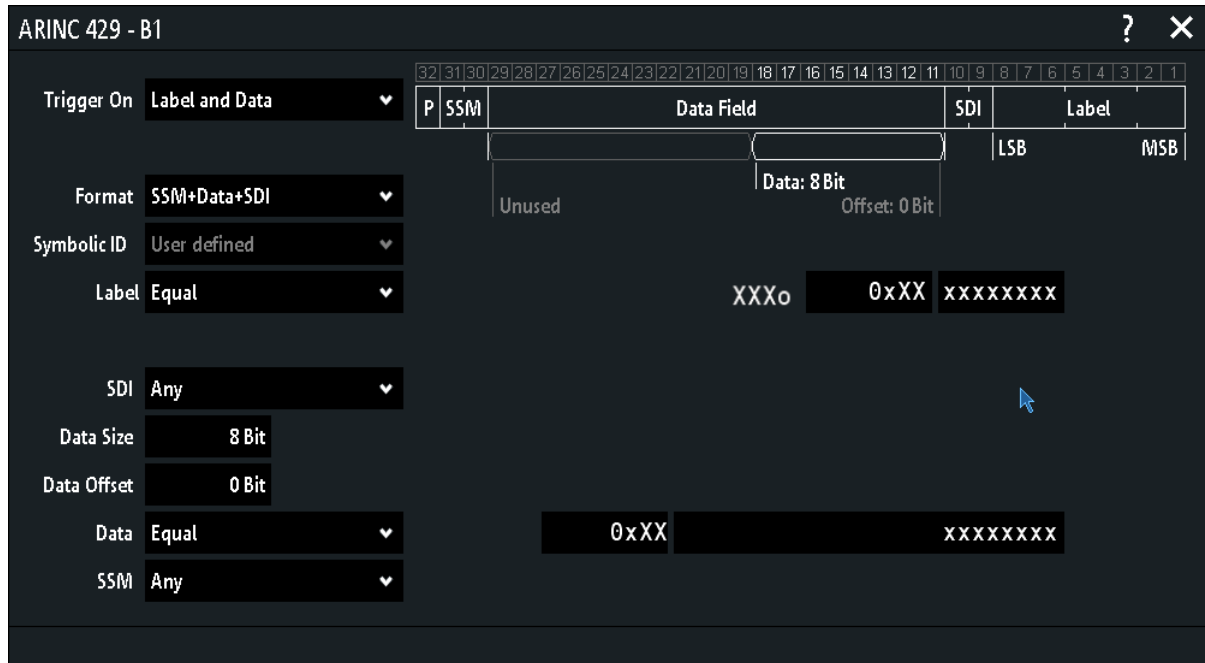 ARINC 429 - B1 ? ×
32 31 30 29 28 27 26 25 24 23 22 21 20 19 18 17 16 15 14 13 12 11 10 9 8 7 6 5 4 3 2 1
Trigger On Label and Data
P SSM Data Field SDI Label
LSB MSB
Data: 8 Bit
Format SSM+Data+SDI
Unused Offset: 0 Bit
Symbolic ID User defined
Label Equal XXXo 0xXX xxxxxxxx
SDI Any
Data Size 8 Bit
Data Offset 0 Bit
Data Equal 0xXX xxxxxxxx
SSM Any